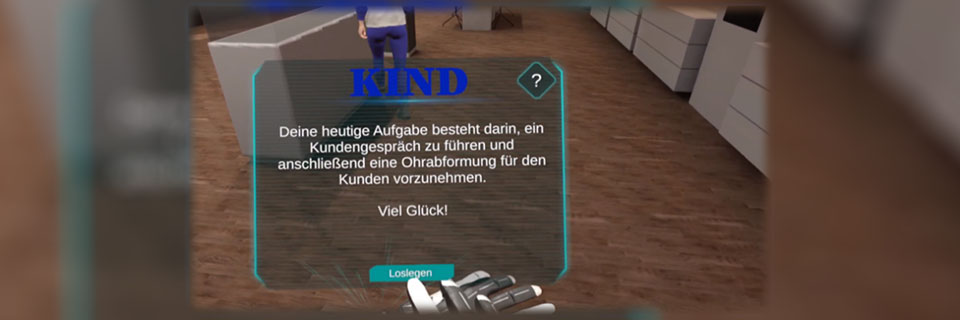 KIND
?
Deine heutige Aufgabe besteht darin, ein
Kundengespräch zu führen und
anschließend eine Ohrabformung für den
Kunden vorzunehmen.
Viel Glück!
Loslegen